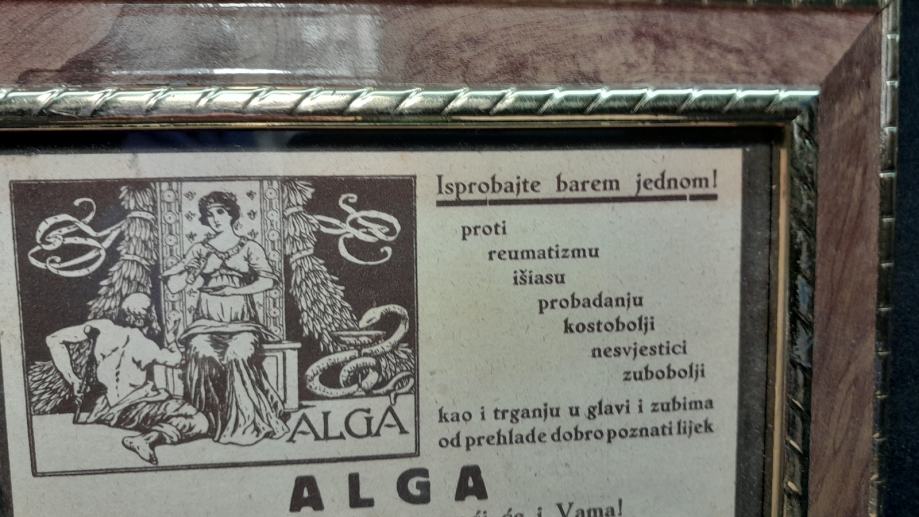 Isprobajte barem jednom!
proti
reumatizmu
išiasu
probadanju
kostobolji
nesvjestici
zubobolji
kao i trganju u glavi i zubima
od prehlade dobro poznati lijek
ALGA
ALGA
i Vama!